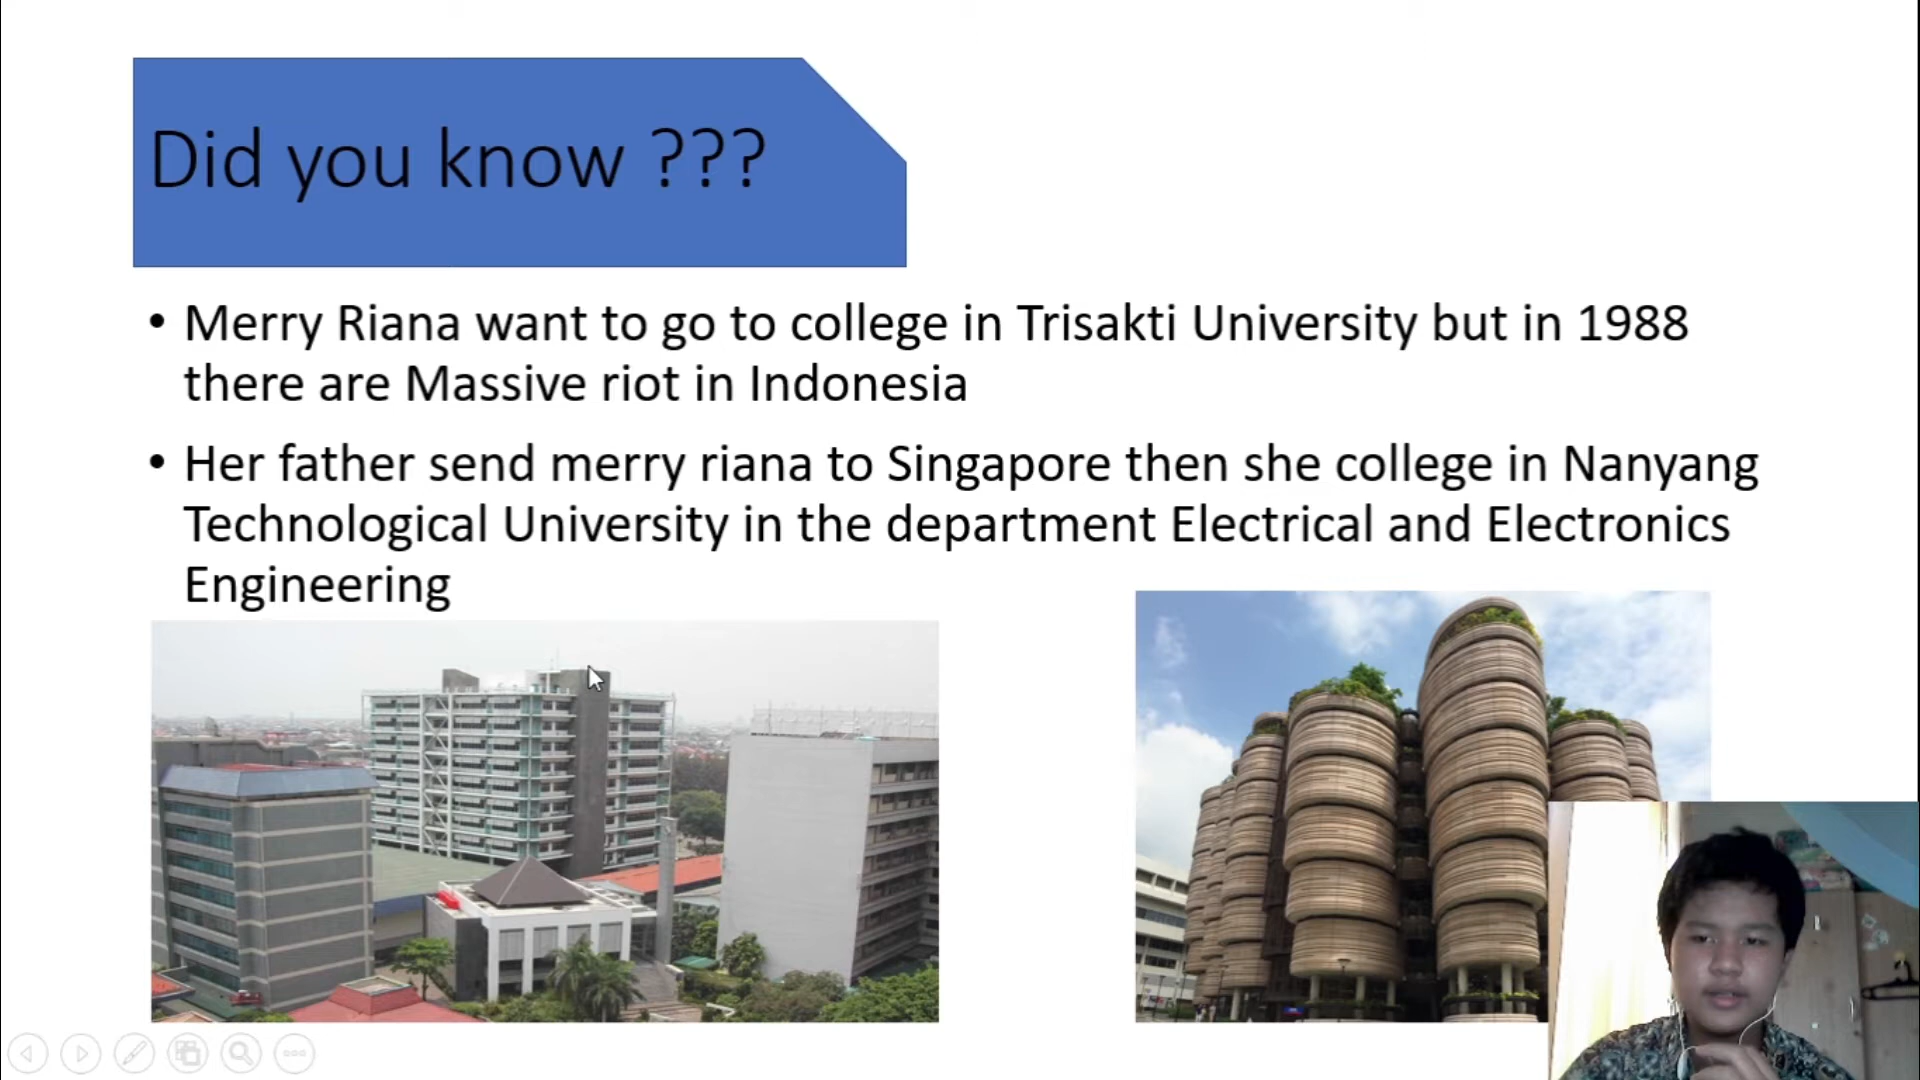 Did you know ???
• Merry Riana want to go to college in Trisakti University but in 1988
there are Massive riot in Indonesia
• Her father send merry riana to Singapore then she college in Nanyang
Technological University in the department Electrical and Electronics
Engineering